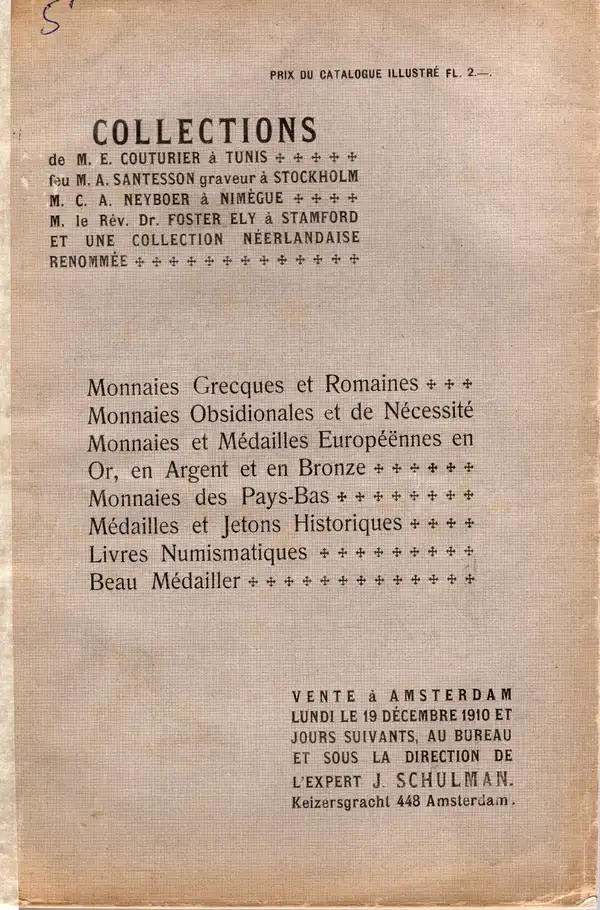 5
PRIX DU CATALOGUE ILLUSTRÉ FL. 2.—.
COLLECTIONS
de M. E. COUTURIER à TUNIS ✢ ✢ ✢ ✢ ✢
feu M. A. SANTESSON graveur à STOCKHOLM
M. C. A. NEYBOER à NIMÈGUE ✢ ✢ ✢ ✢
M. le Rév. Dr. FOSTER ELY à STAMFORD
ET UNE COLLECTION NÉERLANDAISE
RENOMMÉE ✢ ✢ ✢ ✢ ✢ ✢ ✢ ✢ ✢ ✢ ✢ ✢ ✢
Monnaies Grecques et Romaines ✢ ✢ ✢
Monnaies Obsidionales et de Nécessité
Monnaies et Médailles Européënnes en
Or, en Argent et en Bronze ✢ ✢ ✢ ✢ ✢ ✢
Monnaies des Pays-Bas ✢ ✢ ✢ ✢ ✢ ✢ ✢ ✢
Médailles et Jetons Historiques ✢ ✢ ✢ ✢
Livres Numismatiques ✢ ✢ ✢ ✢ ✢ ✢ ✢ ✢ ✢
Beau Médailler ✢ ✢ ✢ ✢ ✢ ✢ ✢ ✢ ✢ ✢ ✢ ✢ ✢
VENTE à AMSTERDAM
LUNDI LE 19 DÉCEMBRE 1910 ET
JOURS SUIVANTS, AU BUREAU
ET SOUS LA DIRECTION DE
L'EXPERT J. SCHULMAN.
Keizersgracht 448 Amsterdam.